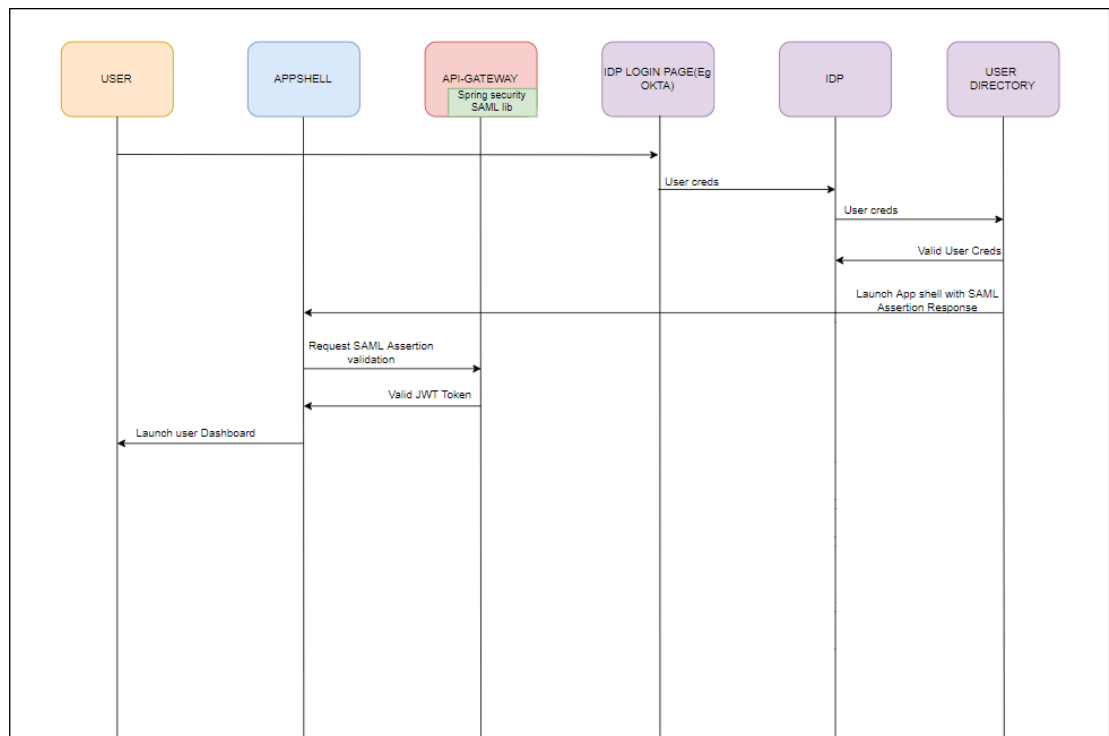 USER
APPSHELL
API-GATEWAY
Spring security
SAML lib
IDP LOGIN PAGE(Eg
OKTA)
IDP
USER
DIRECTORY
User creds
User creds
Valid User Creds
Launch App shell with SAML
Assertion Response
Request SAML Assertion
validation
Valid JWT Token
Launch user Dashboard